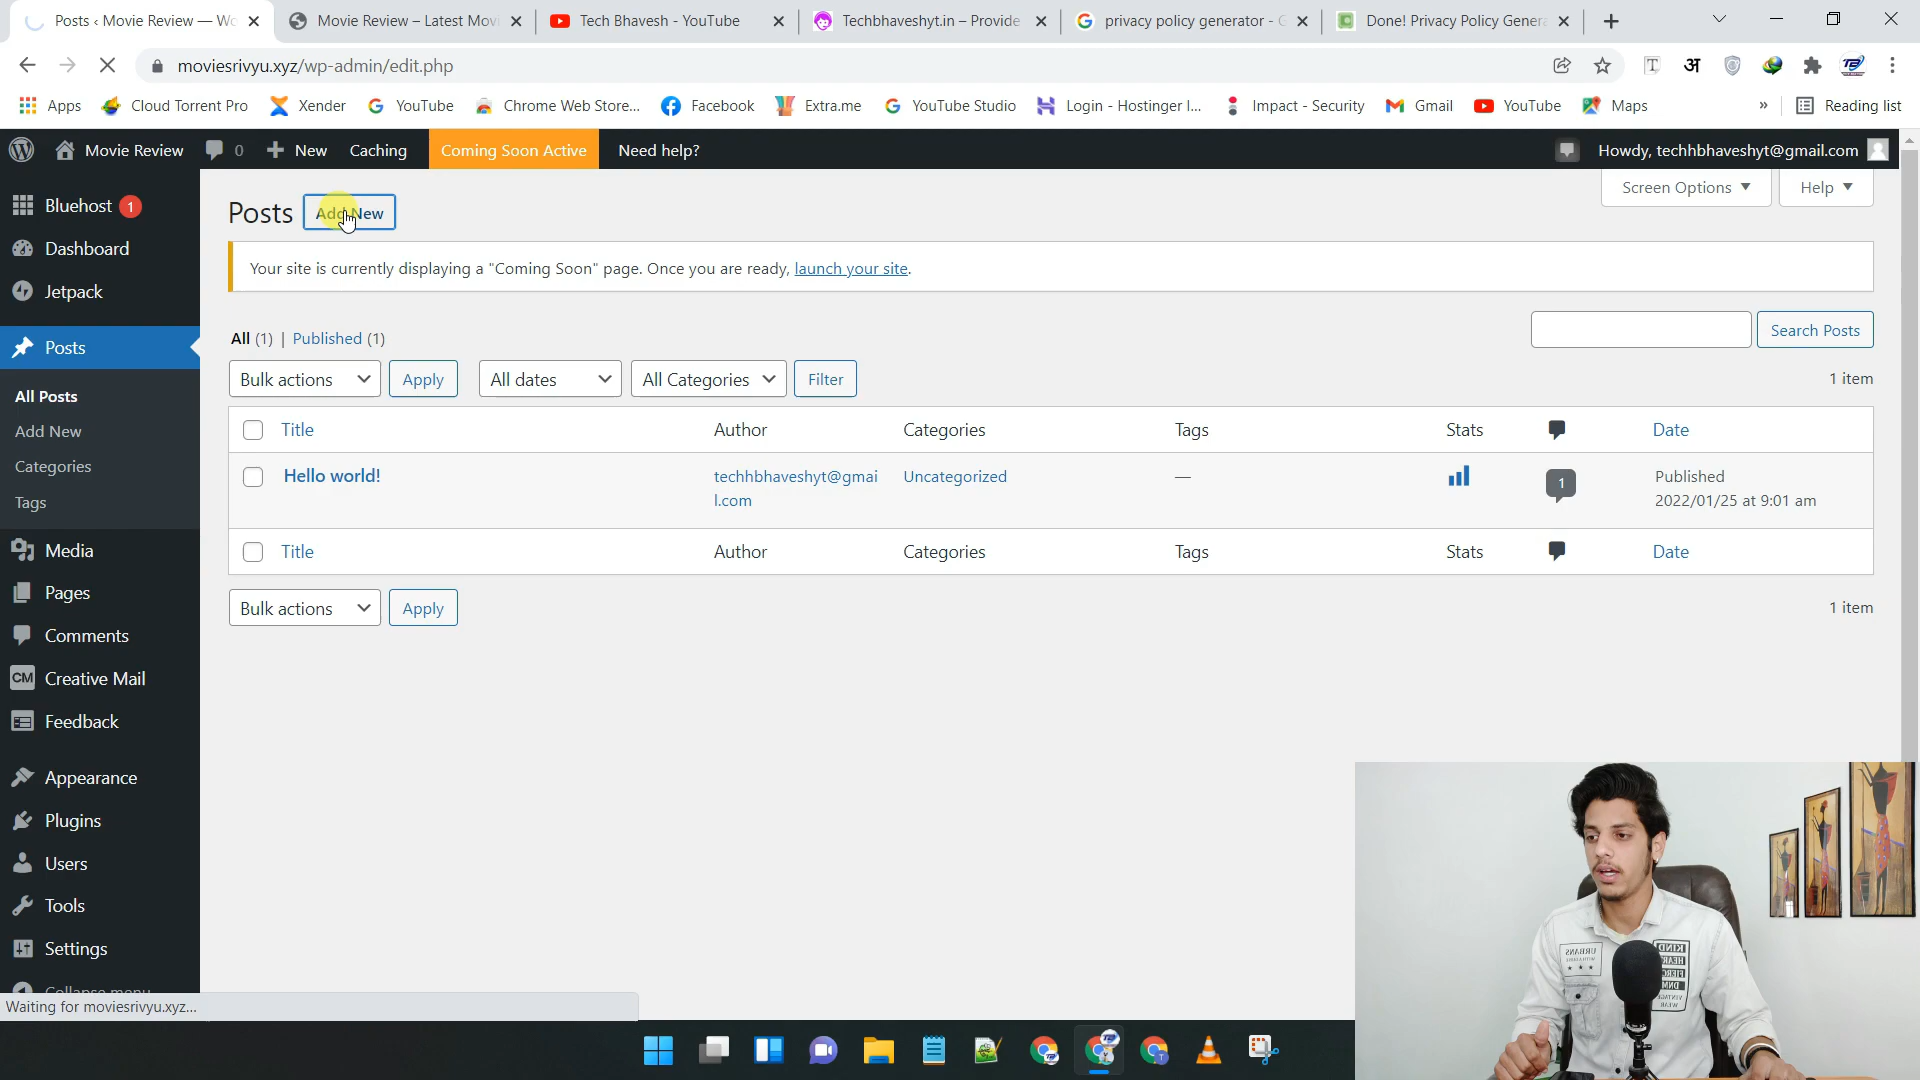 Posts ‹ Movie Review — Wo
Movie Review – Latest Movi
Tech Bhavesh - YouTube
Techbhaveshyt.in – Provide
privacy policy generator - G
Done! Privacy Policy Genera
moviesrivyu.xyz/wp-admin/edit.php
Apps
Cloud Torrent Pro
Xender
YouTube
Chrome Web Store...
Facebook
Extra.me
YouTube Studio
Login - Hostinger I...
Impact - Security
Gmail
YouTube
Maps
»
Reading list
Movie Review
0
New
Caching
Coming Soon Active
Need help?
Howdy, techhbhaveshyt@gmail.com
Bluehost 1
Dashboard
Jetpack
Posts
All Posts
Add New
Categories
Tags
Media
Pages
Comments
Creative Mail
Feedback
Appearance
Plugins
Users
Tools
Settings
Collapse menu
Waiting for moviesrivyu.xyz...
Posts Add New
Screen Options
Help
Your site is currently displaying a "Coming Soon" page. Once you are ready, launch your site.
All (1) | Published (1)
Search Posts
Bulk actions Apply All dates All Categories Filter
1 item
Title Author Categories Tags Stats Date
Hello world!
techhbhaveshyt@gmai
l.com
Uncategorized
—
1
Published
2022/01/25 at 9:01 am
Title Author Categories Tags Stats Date
Bulk actions Apply
1 item